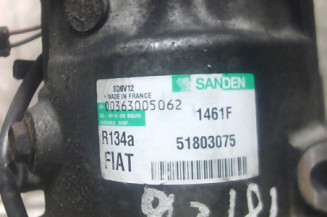 SD6V12
MADE IN FRANCE
SANDEN
00363005062
1461F
R134a
51803075
FIAT